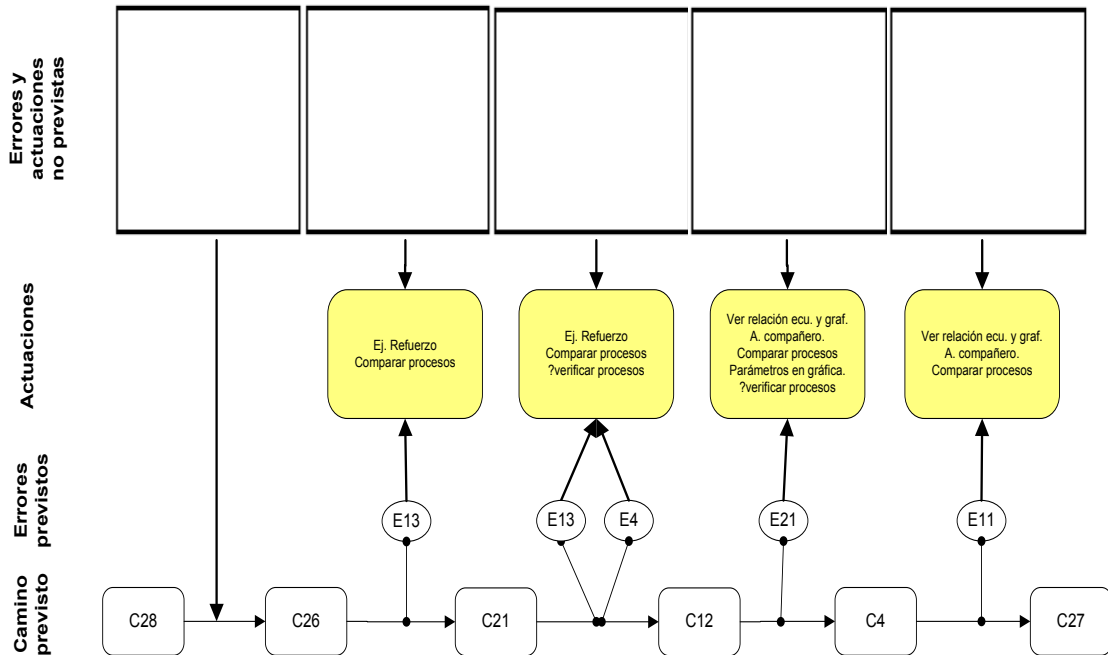 Errores y
actuaciones
no previstas
Actuaciones
Ej. Refuerzo
Comparar procesos
Ej. Refuerzo
Comparar procesos
?verificar procesos
Ver relación ecu. y graf.
A. compañero.
Comparar procesos
Parámetros en gráfica.
?verificar procesos
Ver relación ecu. y graf.
A. compañero.
Comparar procesos
Errores
previstos
E13
E13
E4
E21
E11
Camino
previsto
C28
C26
C21
C12
C4
C27